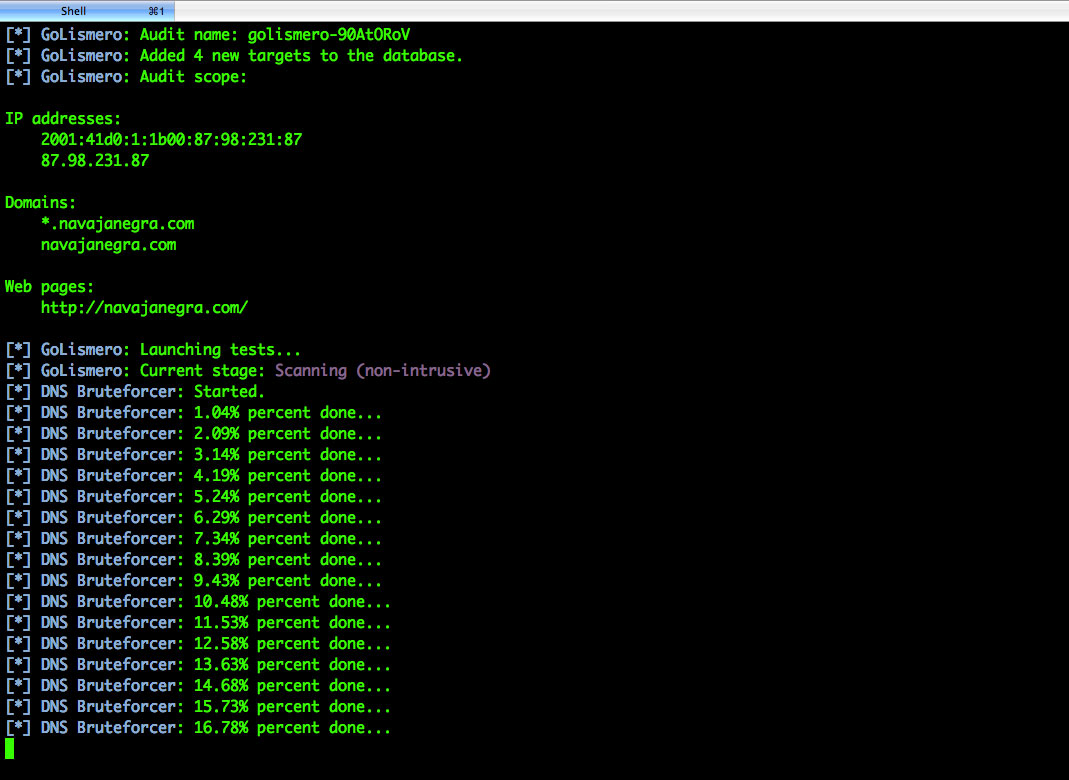 Shell ⌘1
[*] GoLismero: Audit name: golismero-90AtORoV
[*] GoLismero: Added 4 new targets to the database.
[*] GoLismero: Audit scope:
IP addresses:
2001:41d0:1:1b00:87:98:231:87
87.98.231.87
Domains:
*.navajanegra.com
navajanegra.com
Web pages:
http://navajanegra.com/
[*] GoLismero: Launching tests...
[*] GoLismero: Current stage: Scanning (non-intrusive)
[*] DNS Bruteforcer: Started.
[*] DNS Bruteforcer: 1.04% percent done...
[*] DNS Bruteforcer: 2.09% percent done...
[*] DNS Bruteforcer: 3.14% percent done...
[*] DNS Bruteforcer: 4.19% percent done...
[*] DNS Bruteforcer: 5.24% percent done...
[*] DNS Bruteforcer: 6.29% percent done...
[*] DNS Bruteforcer: 7.34% percent done...
[*] DNS Bruteforcer: 8.39% percent done...
[*] DNS Bruteforcer: 9.43% percent done...
[*] DNS Bruteforcer: 10.48% percent done...
[*] DNS Bruteforcer: 11.53% percent done...
[*] DNS Bruteforcer: 12.58% percent done...
[*] DNS Bruteforcer: 13.63% percent done...
[*] DNS Bruteforcer: 14.68% percent done...
[*] DNS Bruteforcer: 15.73% percent done...
[*] DNS Bruteforcer: 16.78% percent done...